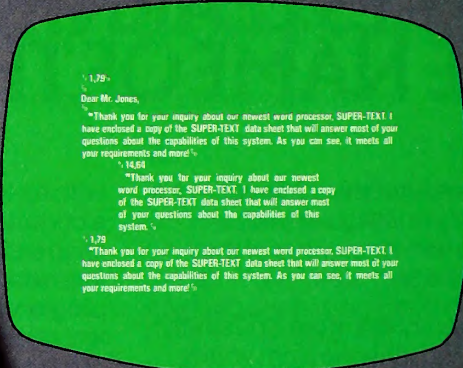 1,79
Dear Mr. Jones,
"Thank you for your inquiry about our newest word processor, SUPER-TEXT. I
have enclosed a copy of the SUPER-TEXT data sheet that will answer most of your
questions about the capabilities of this system. As you can see, it meets all
your requirements and more!
14,64
"Thank you for your inquiry about our newest
word processor, SUPER-TEXT. I have enclosed a copy
of the SUPER-TEXT data sheet that will answer most
of your questions about the capabilities of this
system.
1,79
"Thank you for your inquiry about our newest word processor, SUPER-TEXT. I
have enclosed a copy of the SUPER-TEXT data sheet that will answer most of your
questions about the capabilities of this system. As you can see, it meets all
your requirements and more!